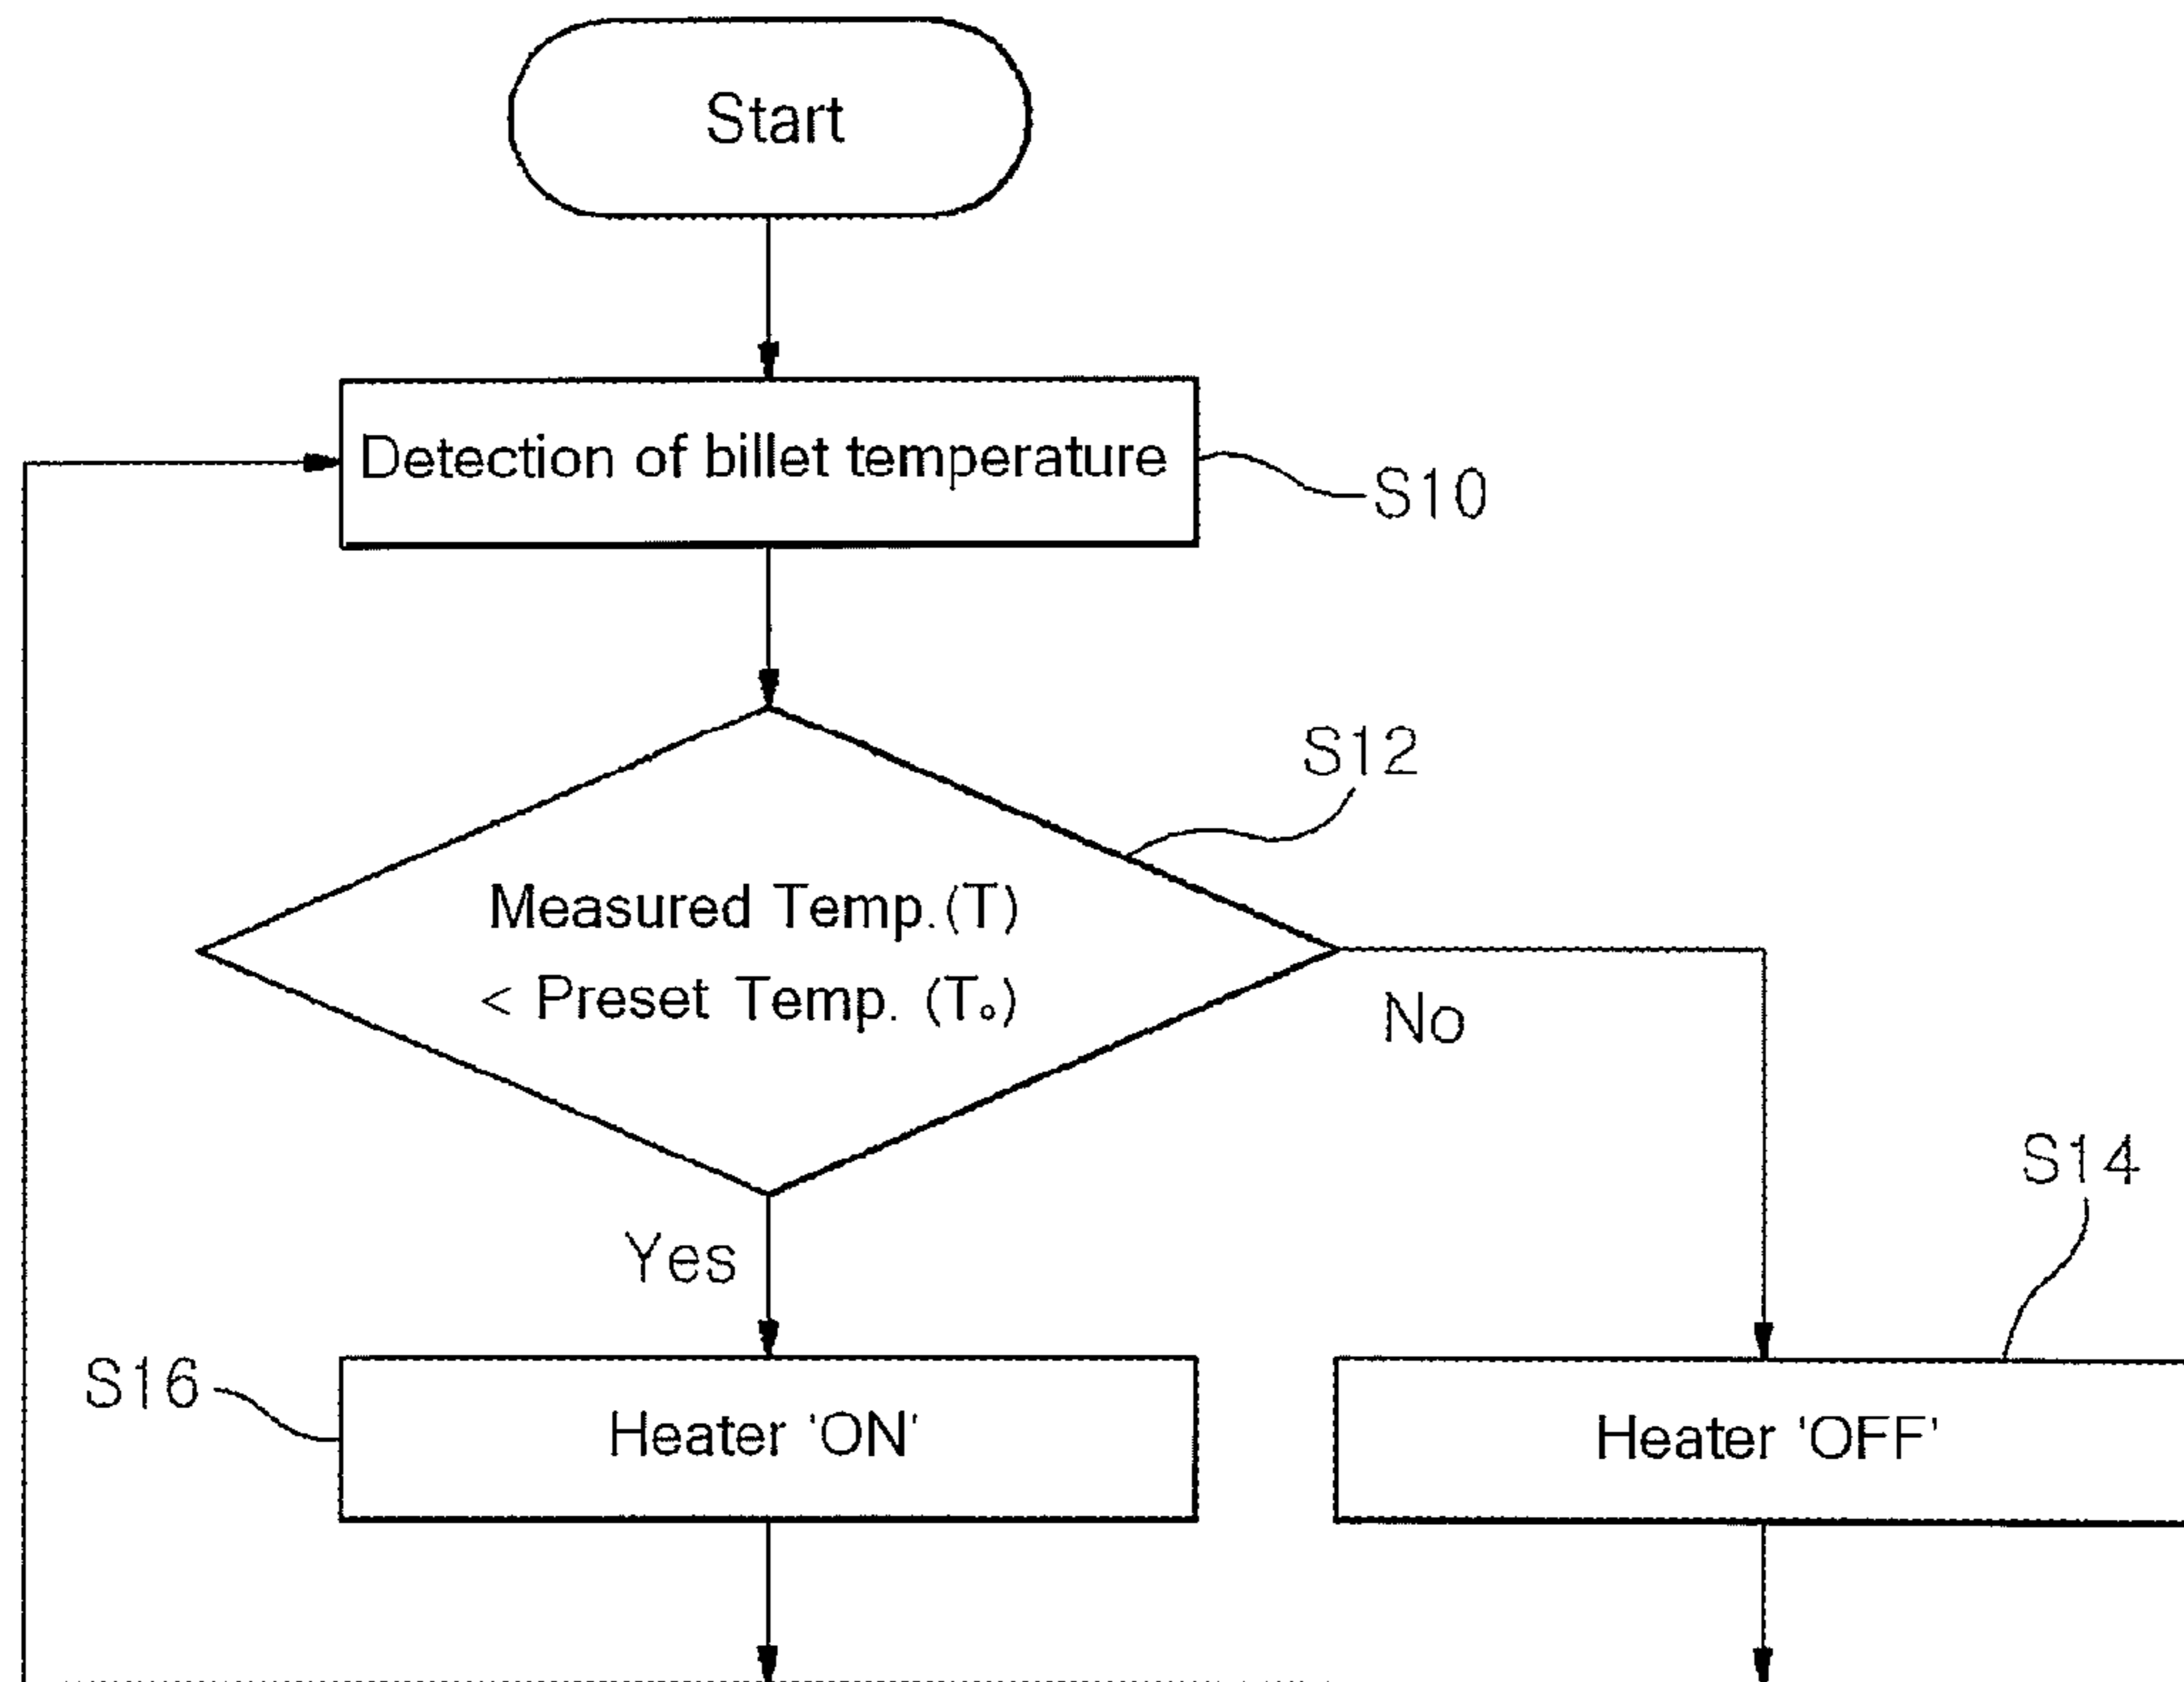 Start
Detection of billet temperature
S10
S12
Measured Temp.(T)
< Preset Temp. (T₀)
No
S14
Yes
S16
Heater 'ON'
Heater 'OFF'